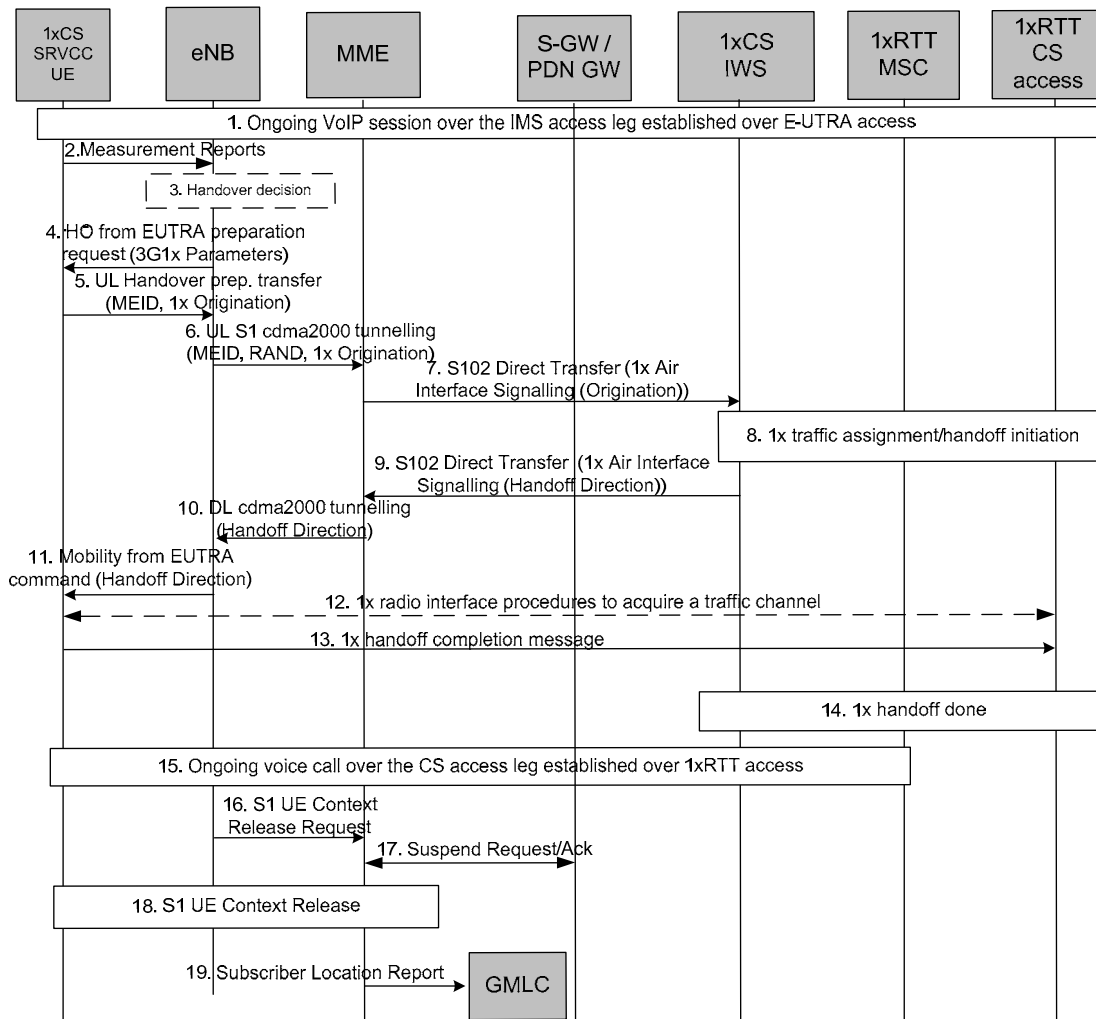 1xCS
SRVCC
UE
eNB
MME
S-GW /
PDN GW
1xCS
IWS
1xRTT
MSC
1xRTT
CS
access
1. Ongoing VoIP session over the IMS access leg established over E-UTRA access
2.Measurement Reports
3. Handover decision
4. HO from EUTRA preparation
request (3G1x Parameters)
5. UL Handover prep. transfer
(MEID, 1x Origination)
6. UL S1 cdma2000 tunnelling
(MEID, RAND, 1x Origination)
7. S102 Direct Transfer (1x Air
Interface Signalling (Origination))
8. 1x traffic assignment/handoff initiation
9. S102 Direct Transfer (1x Air Interface
Signalling (Handoff Direction))
10. DL cdma2000 tunnelling
(Handoff Direction)
11. Mobility from EUTRA
command (Handoff Direction)
12. 1x radio interface procedures to acquire a traffic channel
13. 1x handoff completion message
14. 1x handoff done
15. Ongoing voice call over the CS access leg established over 1xRTT access
16. S1 UE Context
Release Request
17. Suspend Request/Ack
18. S1 UE Context Release
19. Subscriber Location Report
GMLC